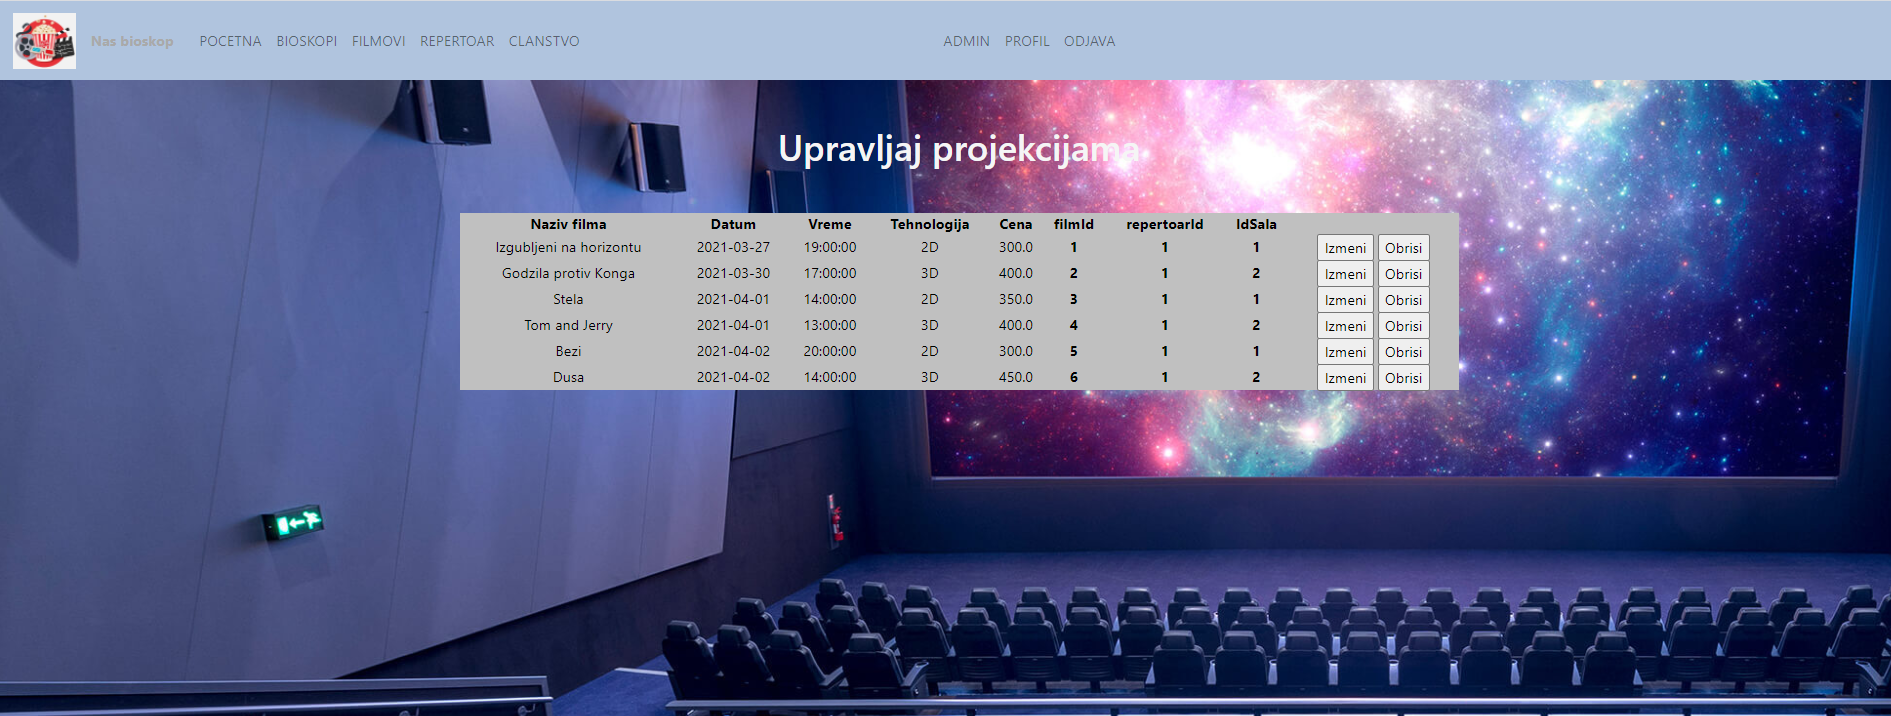 Nas bioskop POCETNA BIOSKOPI FILMOVI REPERTOAR CLANSTVO ADMIN PROFIL ODJAVA
Upravljaj projekcijama
Naziv filma Datum Vreme Tehnologija Cena filmId repertoarId IdSala
Izgubljeni na horizontu 2021-03-27 19:00:00 2D 300.0 1 1 1 Izmeni Obrisi
Godzila protiv Konga 2021-03-30 17:00:00 3D 400.0 2 1 2 Izmeni Obrisi
Stela 2021-04-01 14:00:00 2D 350.0 3 1 1 Izmeni Obrisi
Tom and Jerry 2021-04-01 13:00:00 3D 400.0 4 1 2 Izmeni Obrisi
Bezi 2021-04-02 20:00:00 2D 300.0 5 1 1 Izmeni Obrisi
Dusa 2021-04-02 14:00:00 3D 450.0 6 1 2 Izmeni Obrisi